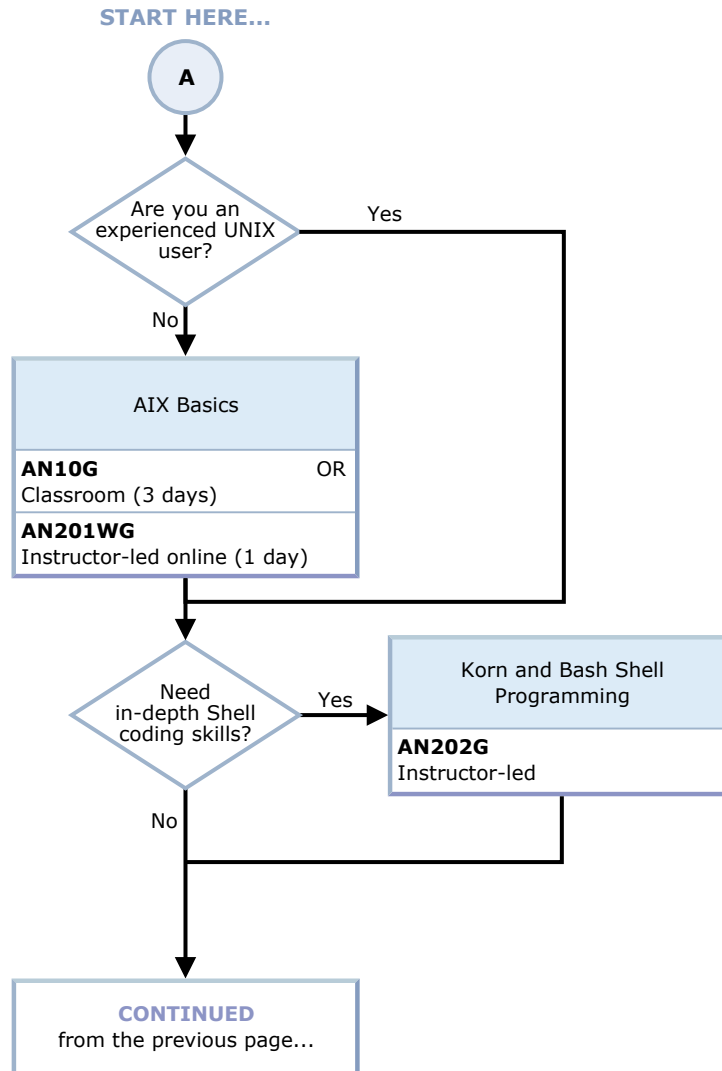 START HERE...
A
Are you an
experienced UNIX
user?
Yes
No
AIX Basics
AN10G OR
Classroom (3 days)
AN201WG
Instructor-led online (1 day)
Need
in-depth Shell
coding skills?
Yes
Korn and Bash Shell
Programming
AN202G
Instructor-led
No
CONTINUED
from the previous page...